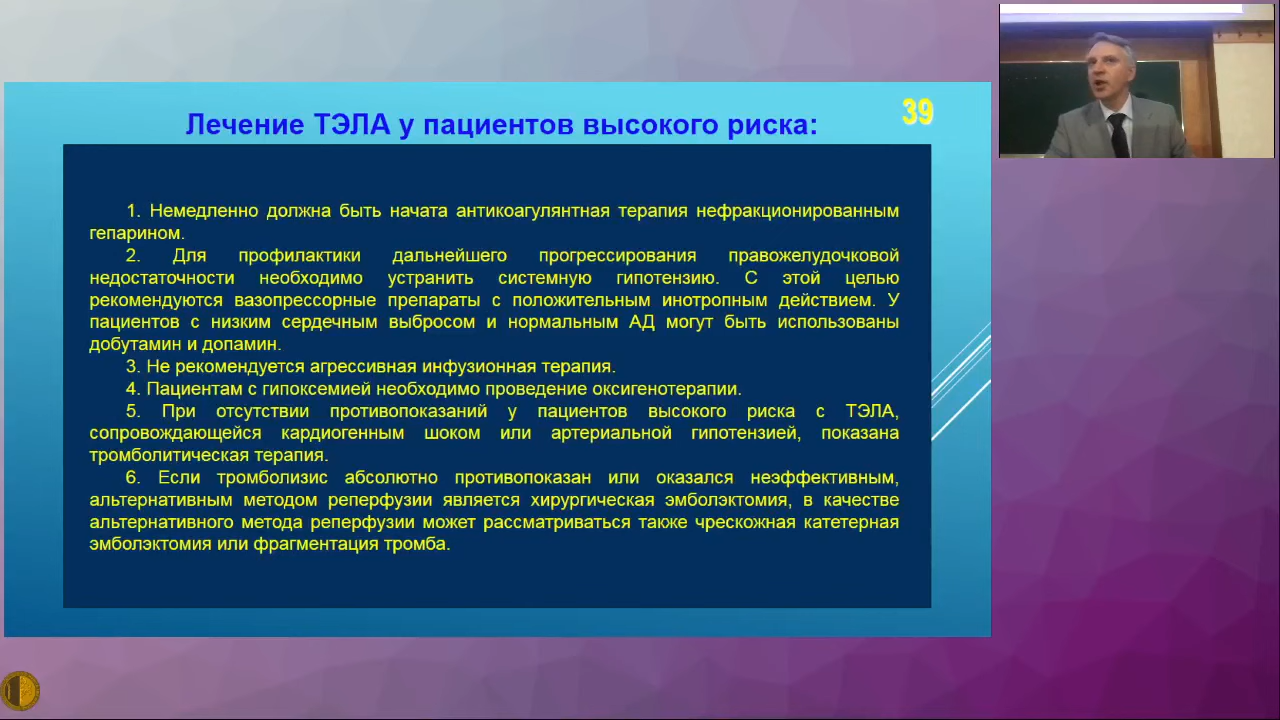 39
Лечение ТЭЛА у пациентов высокого риска:
1. Немедленно должна быть начата антикоагулянтная терапия нефракционированным
гепарином.
2. Для профилактики дальнейшего прогрессирования правожелудочковой
недостаточности необходимо устранить системную гипотензию. С этой целью
рекомендуются вазопрессорные препараты с положительным инотропным действием. У
пациентов с низким сердечным выбросом и нормальным АД могут быть использованы
добутамин и допамин.
3. Не рекомендуется агрессивная инфузионная терапия.
4. Пациентам с гипоксемией необходимо проведение оксигенотерапии.
5. При отсутствии противопоказаний у пациентов высокого риска с ТЭЛА,
сопровождающейся кардиогенным шоком или артериальной гипотензией, показана
тромболитическая терапия.
6. Если тромболизис абсолютно противопоказан или оказался неэффективным,
альтернативным методом реперфузии является хирургическая эмболэктомия, в качестве
альтернативного метода реперфузии может рассматриваться также чрескожная катетерная
эмболэктомия или фрагментация тромба.